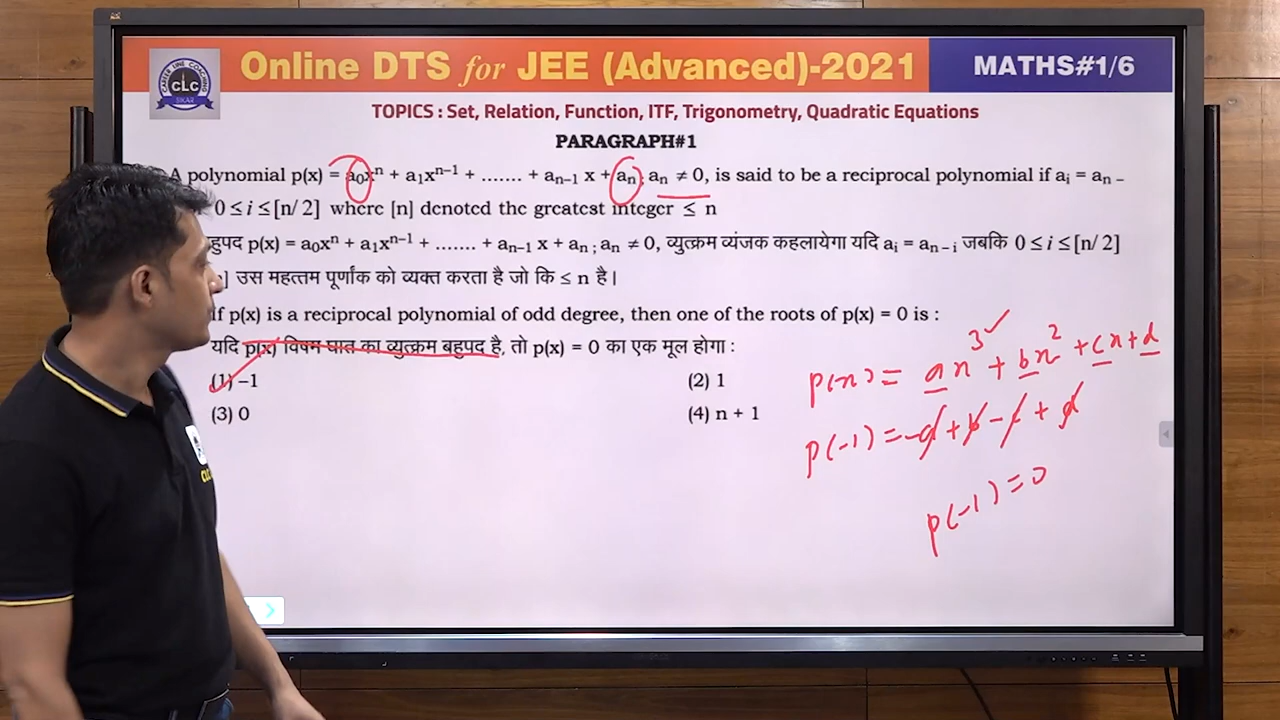 Online DTS for JEE (Advanced)-2021
MATHS#1/6
CLC
SIKAR
TOPICS : Set, Relation, Function, ITF, Trigonometry, Quadratic Equations
PARAGRAPH#1
A polynomial p(x) = a₀xⁿ + a₁xⁿ⁻¹ + ....... + aₙ₋₁ x + aₙ; aₙ ≠ 0, is said to be a reciprocal polynomial if aᵢ = aₙ₋
0 ≤ i ≤ [n/ 2] where [n] denoted the greatest integer ≤ n
हुपद p(x) = a₀xⁿ + a₁xⁿ⁻¹ + ....... + aₙ₋₁ x + aₙ ; aₙ ≠ 0, व्युत्क्रम व्यंजक कहलायेगा यदि aᵢ = aₙ₋ᵢ जबकि 0 ≤ i ≤ [n/ 2]
] उस महत्तम पूर्णांक को व्यक्त करता है जो कि ≤ n है।
If p(x) is a reciprocal polynomial of odd degree, then one of the roots of p(x) = 0 is :
यदि p(x) विषम घात का व्युत्क्रम बहुपद है, तो p(x) = 0 का एक मूल होगा :
(1) –1
(2) 1
(3) 0
(4) n + 1
p(x) = ax³ + bx² + cx + d
p(-1) = -a + b - c + d
p(-1) = 0
CLC